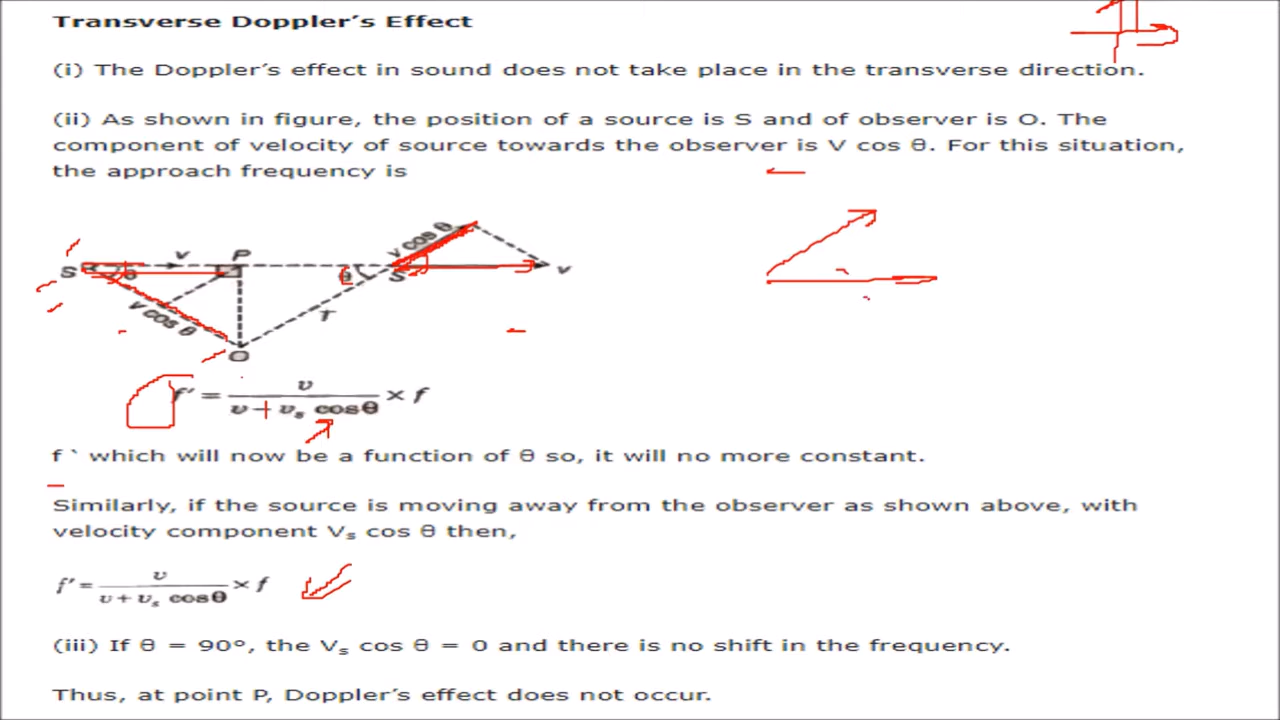 Transverse Doppler's Effect
(i) The Doppler's effect in sound does not take place in the transverse direction.
(ii) As shown in figure, the position of a source is S and of observer is O. The
component of velocity of source towards the observer is V cos θ. For this situation,
the approach frequency is
S v P θ v cos θ O
θ r S v cos θ v
f' = v / (v + vₛ cosθ) × f
f ` which will now be a function of θ so, it will no more constant.
Similarly, if the source is moving away from the observer as shown above, with
velocity component Vₛ cos θ then,
f' = v / (v + vₛ cosθ) × f
(iii) If θ = 90°, the Vₛ cos θ = 0 and there is no shift in the frequency.
Thus, at point P, Doppler's effect does not occur.